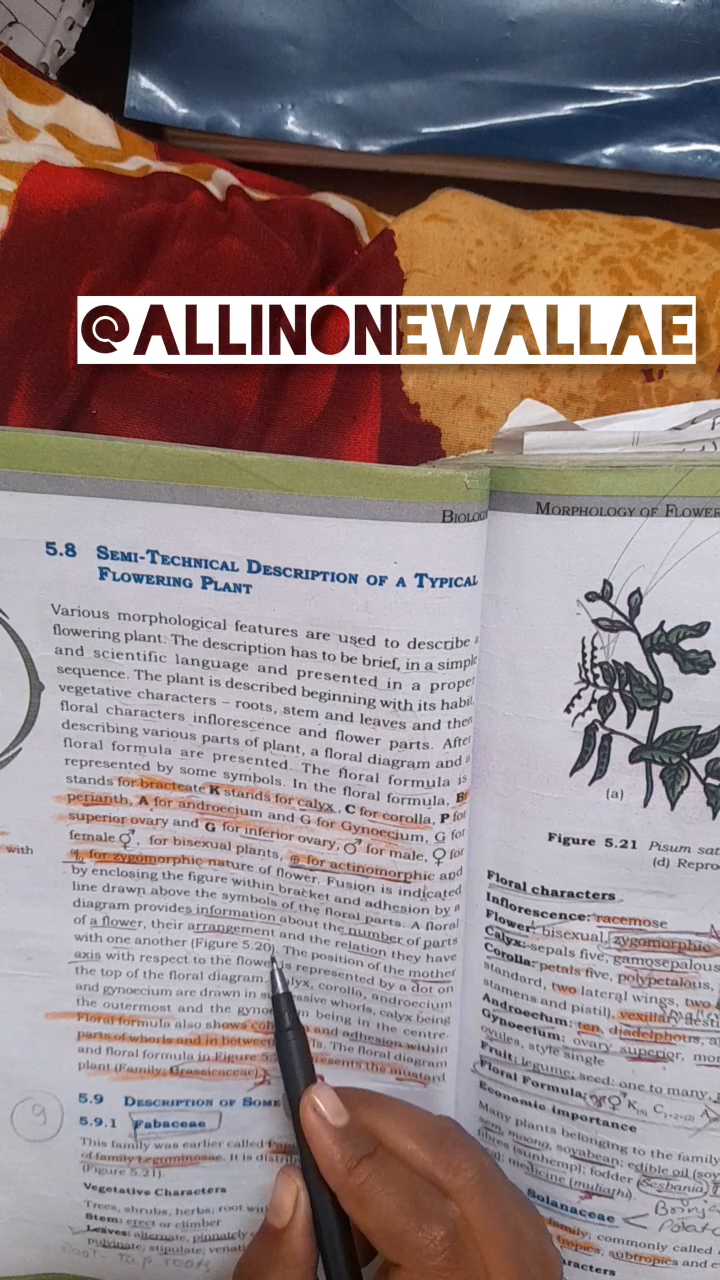 @ALLINONEWALLAE
BIOLOG
5.8 SEMI-TECHNICAL DESCRIPTION OF A TYPICAL
FLOWERING PLANT
Various morphological features are used to describe a
flowering plant. The description has to be brief, in a simple
and scientific language and presented in a proper
sequence. The plant is described beginning with its habit,
vegetative characters – roots, stem and leaves and then
floral characters inflorescence and flower parts. After
describing various parts of plant, a floral diagram and a
floral formula are presented. The floral formula is
represented by some symbols. In the floral formula, Br
stands for bracteate K stands for calyx, C for corolla, P for
perianth, A for androecium and G for Gynoecium, G for
superior ovary and G for inferior ovary, ♂ for male, ♀ for
female ⚥, for bisexual plants, ⊕ for actinomorphic and
for zygomorphic nature of flower. Fusion is indicated
by enclosing the figure within bracket and adhesion by a
line drawn above the symbols of the floral parts. A floral
diagram provides information about the number of parts
of a flower, their arrangement and the relation they have
with one another (Figure 5.20). The position of the mother
axis with respect to the flower is represented by a dot on
the top of the floral diagram. lyx, corolla, androecium
and gynoecium are drawn in su ssive whorls, calyx being
the outermost and the gyno m being in the centre.
Floral formula also shows coh n and adhesion within
parts of whorls and in betwee ls. The floral diagram
and floral formula in Figure 5.2 presents the mustard
plant (Family:
5.9 DESCRIPTION OF SOME
5.9.1 Fabaceae
This family was earlier called Pap
of family Leguminosae. It is distri
(Figure 5.21).
Vegetative Characters
Trees, shrubs, herbs; root wit
Stem: erect or climber
Leaves: alternate, pinnately
pulvinate; stipulate; venati
Root - Tap root
9
with
MORPHOLOGY OF FLOWER
(a)
Figure 5.21 Pisum sat
(d) Repro
Floral characters
Inflorescence: racemose
Flower: bisexual, zygomorphic
Calyx: sepals five, gamosepalous
Corolla: petals five, polypetalous,
standard, two lateral wings, two
stamens and pistil), vexillary aesti
Androecium: ten, diadelphous, a
Gynoecium: ovary superior, mon
ovules, style single
Fruit: legume; seed: one to many,
Floral Formula:
Economic importance
Many plants belonging to the family
sem, moong, soyabean; edible oil (soy
fibres (sunhemp); fodder (Sesbania)
medicine (muliathi).
Solanaceae
family, commonly called
tropics, subtropics and e
aracters